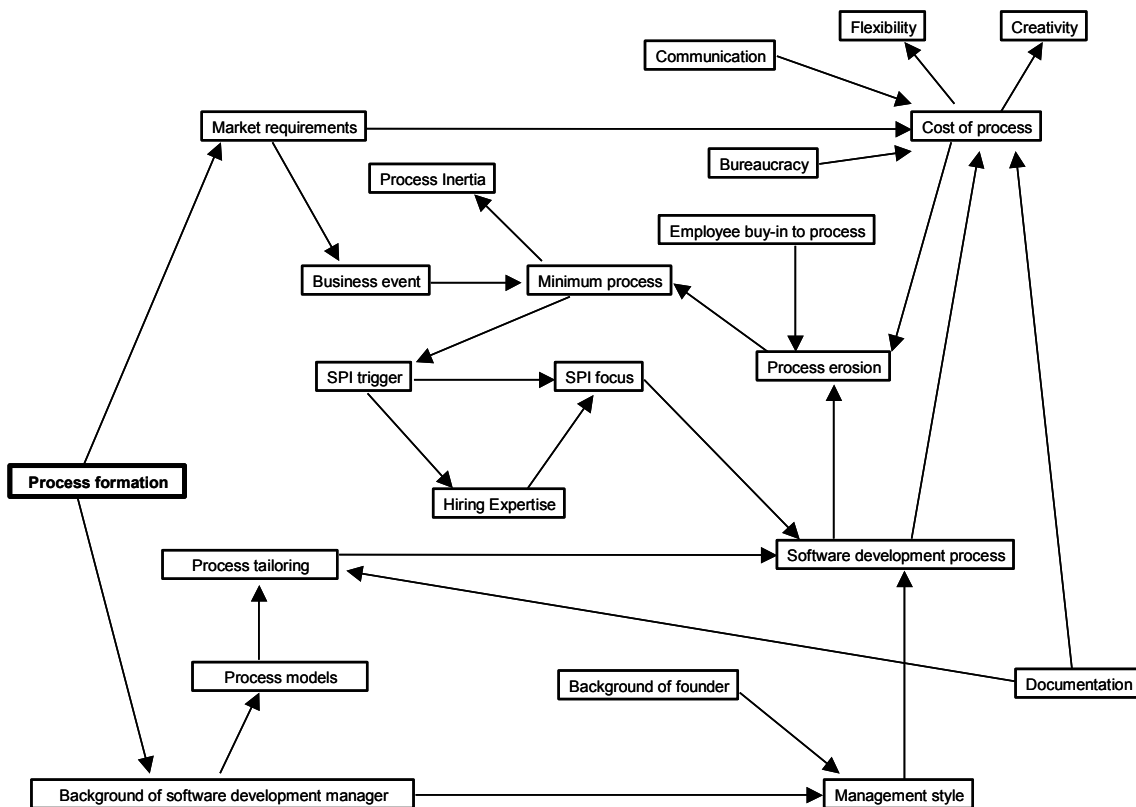 Flexibility
Creativity
Communication
Market requirements
Cost of process
Bureaucracy
Process Inertia
Employee buy-in to process
Business event
Minimum process
Process erosion
SPI trigger
SPI focus
Process formation
Hiring Expertise
Software development process
Process tailoring
Process models
Background of founder
Documentation
Background of software development manager
Management style